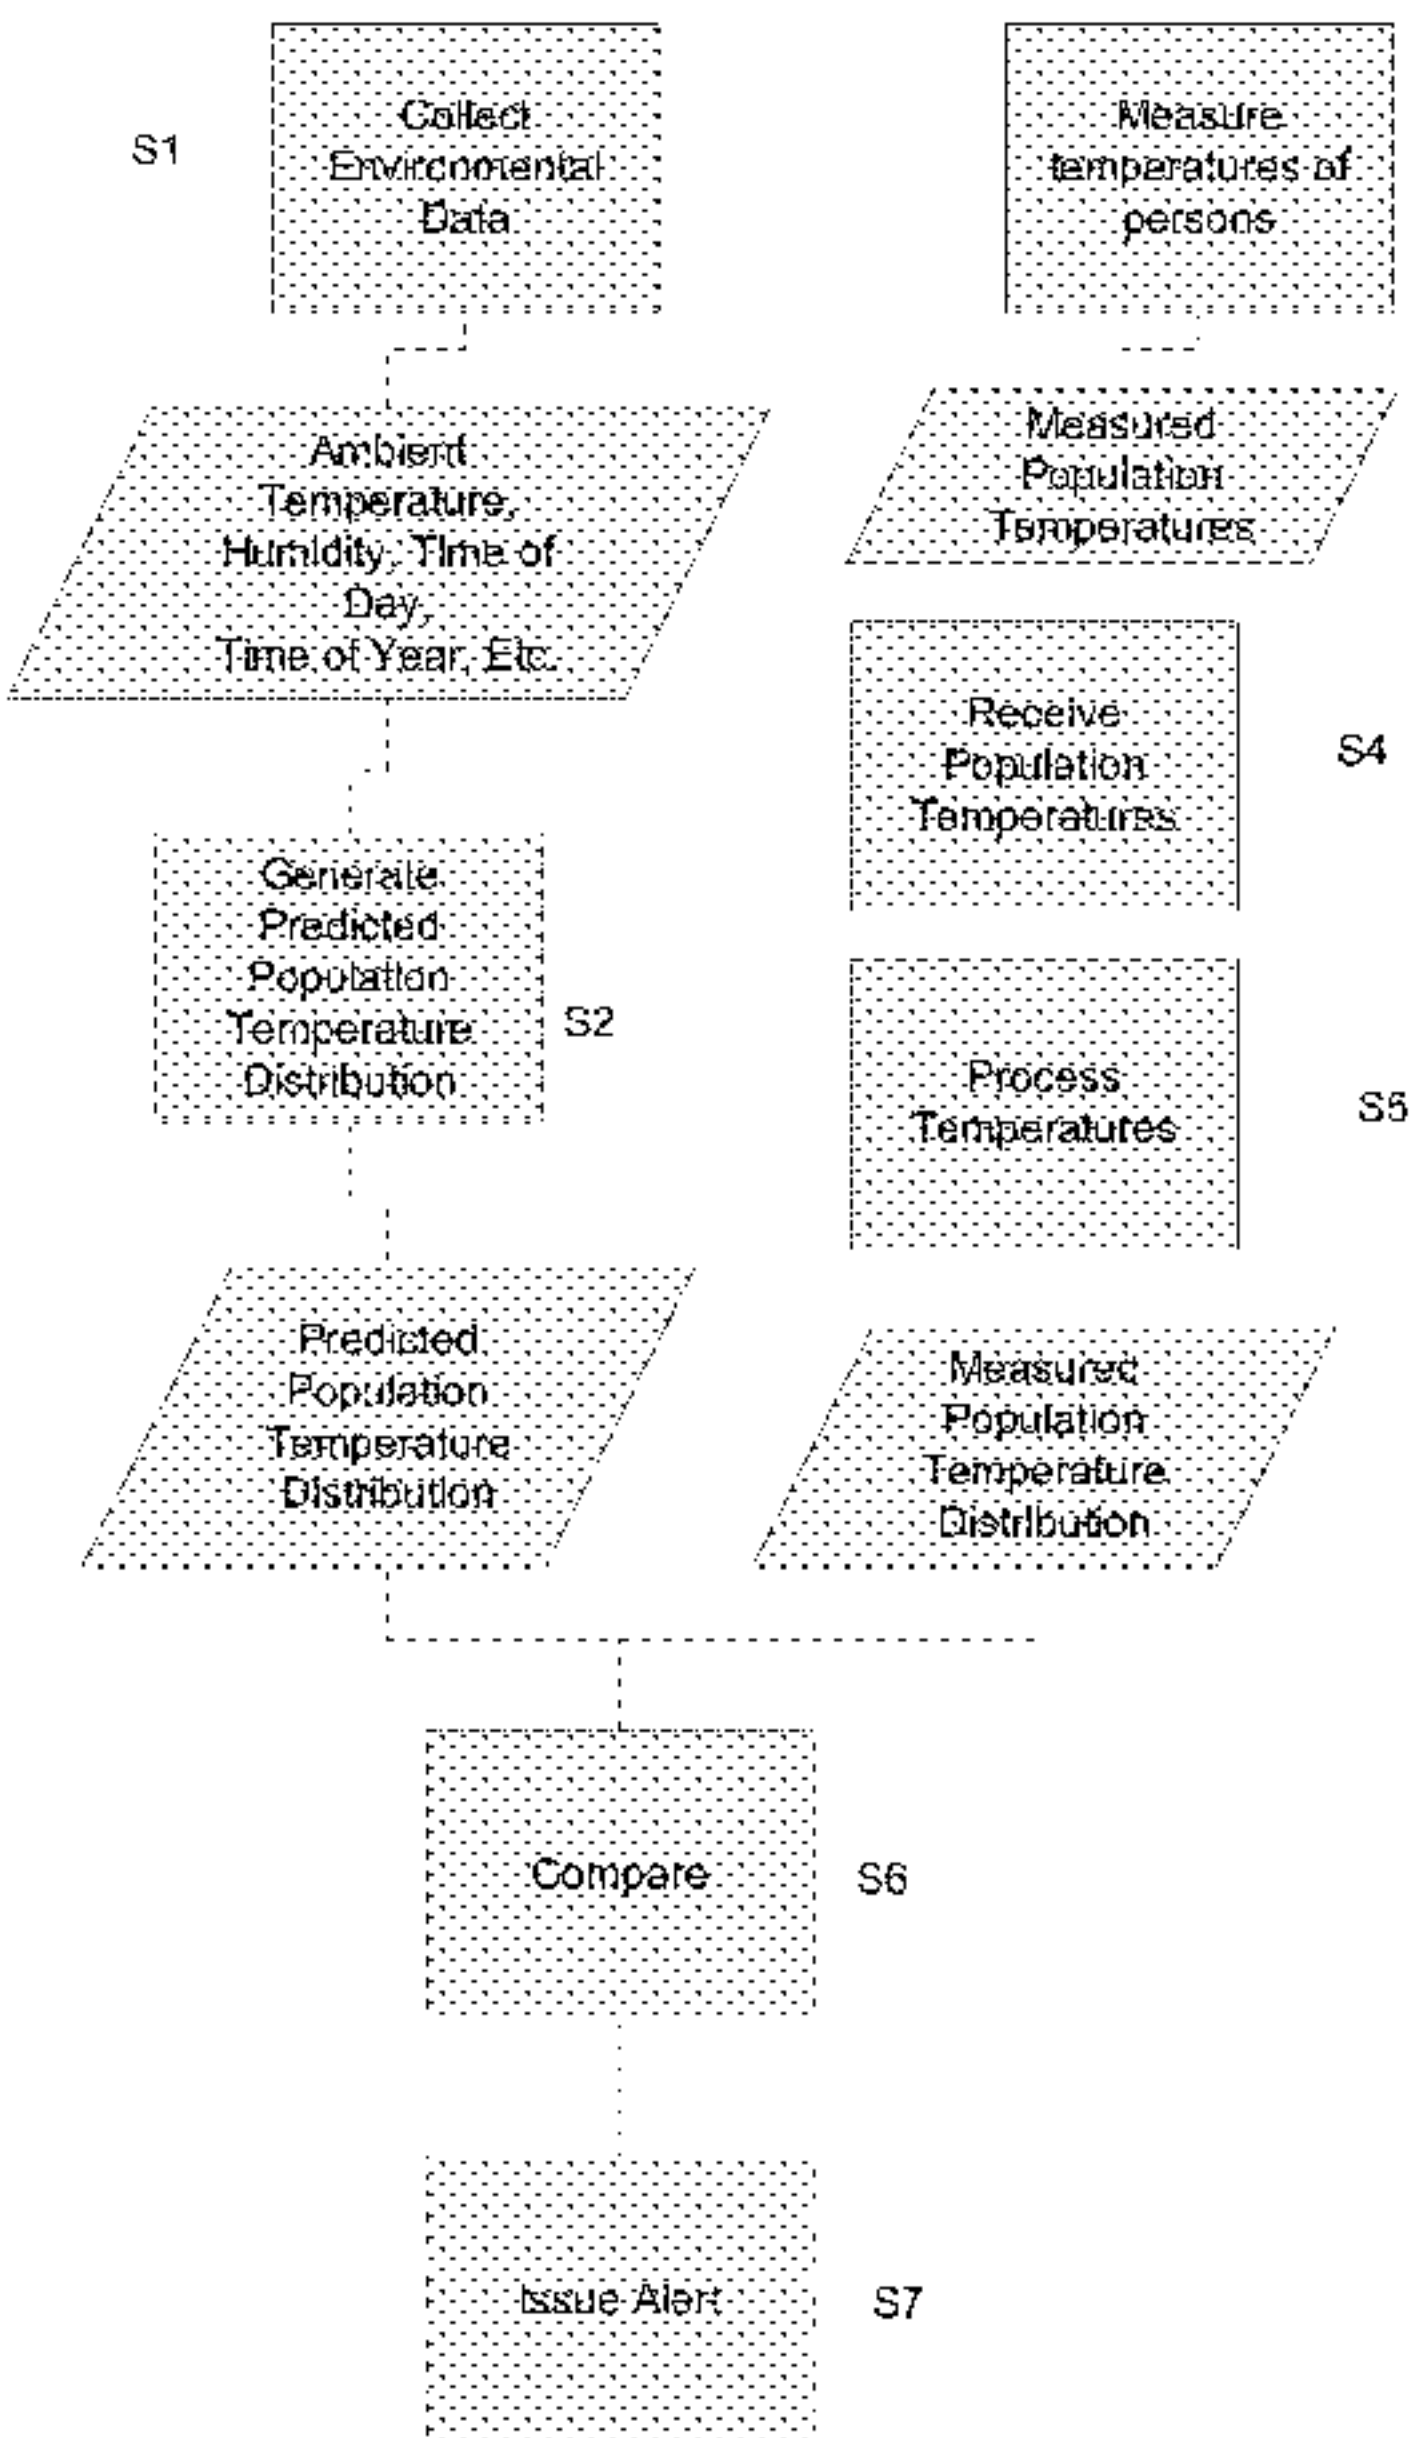 S1
Collect
Environmental
Data
Measure
temperatures of
persons
Ambient
Temperature,
Humidity, Time of
Day,
Time of Year, Etc.
Measured
Population
Temperatures
Receive
Population
Temperatures
S4
Generate
Predicted
Population
Temperature
Distribution
S2
Process
Temperatures
S5
Predicted
Population
Temperature
Distribution
Measured
Population
Temperature
Distribution
Compare
S6
Issue Alert
S7